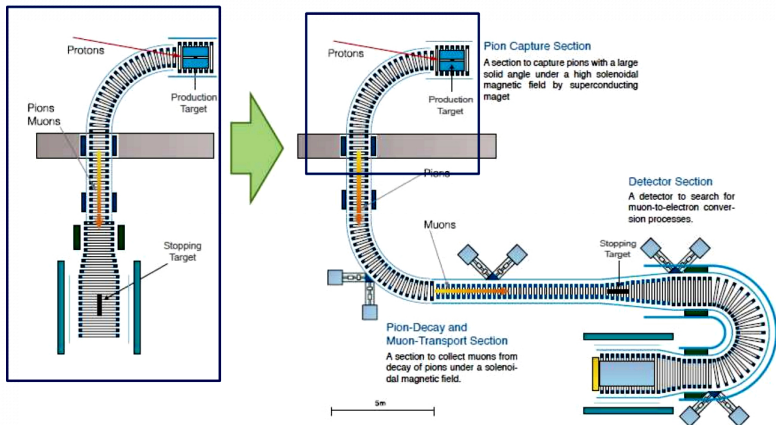 Protons
Production
Target
Pions
Muons
Stopping
Target
Protons
Production
Target
Pion Capture Section
A section to capture pions with a large
solid angle under a high solenoidal
magnetic field by superconducting
maget
Pions
Muons
Stopping
Target
Detector Section
A detector to search for
muon-to-electron conver-
sion processes.
Pion-Decay and
Muon-Transport Section
A section to collect muons from
decay of pions under a solenoi-
dal magnetic field.
5m